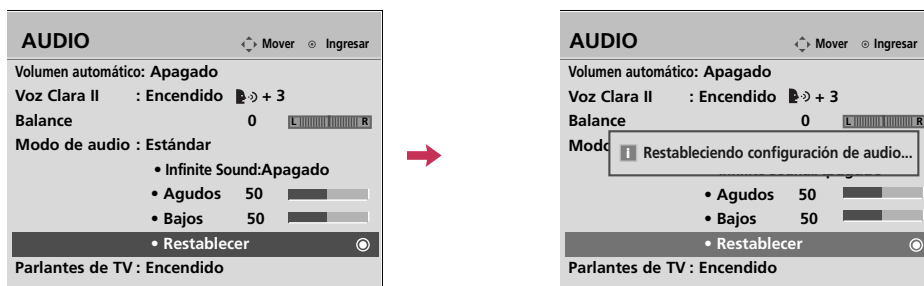 AUDIO
Mover Ingresar
Volumen automático: Apagado
Voz Clara II : Encendido + 3
Balance 0 L R
Modo de audio : Estándar
• Infinite Sound:Apagado
• Agudos 50
• Bajos 50
• Restablecer
Parlantes de TV : Encendido
AUDIO
Mover Ingresar
Volumen automático: Apagado
Voz Clara II : Encendido + 3
Balance 0 L R
i Restableciendo configuración de audio...
• Agudos 50
• Bajos 50
• Restablecer
Parlantes de TV : Encendido